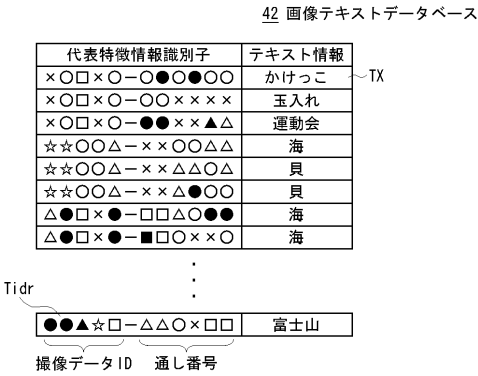 42 画像テキストデータベース
代表特徴情報識別子 テキスト情報
×○□×○－○●○●○○ かけっこ TX
×○□×○－○○×××× 玉入れ
×○□×○－●●××▲△ 運動会
☆☆○○△－××○○△△ 海
☆☆○○△－××△△○△ 貝
☆☆○○△－××△●○○ 貝
△●□×●－□□△○●● 海
△●□×●－■□○××○ 海
Tidr
●●▲☆□－△△○×□□ 富士山
撮像データID 通し番号